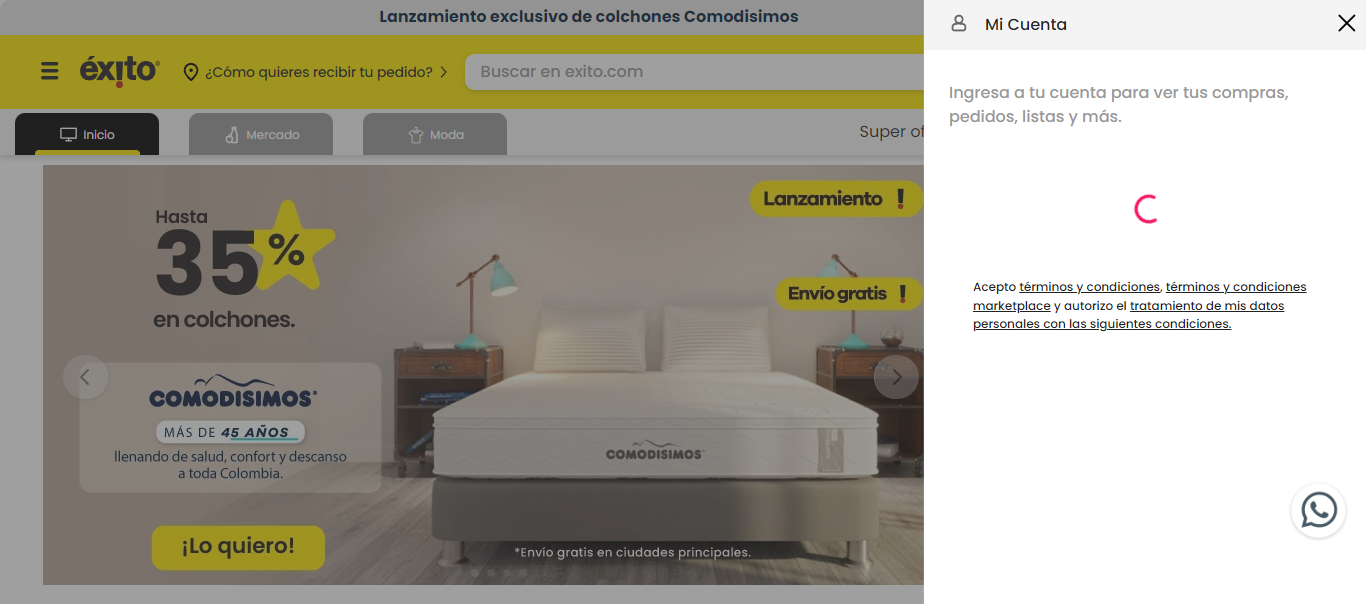 Lanzamiento exclusivo de colchones Comodisimos
éxito
¿Cómo quieres recibir tu pedido?
Buscar en exito.com
Inicio
Mercado
Moda
Super of
Hasta
35%
en colchones.
COMODISIMOS
MÁS DE 45 AÑOS
llenando de salud, confort y descanso
a toda Colombia.
¡Lo quiero!
Lanzamiento !
Envío gratis !
COMODISIMOS
*Envío gratis en ciudades principales.
Mi Cuenta
Ingresa a tu cuenta para ver tus compras,
pedidos, listas y más.
Acepto términos y condiciones, términos y condiciones
marketplace y autorizo el tratamiento de mis datos
personales con las siguientes condiciones.